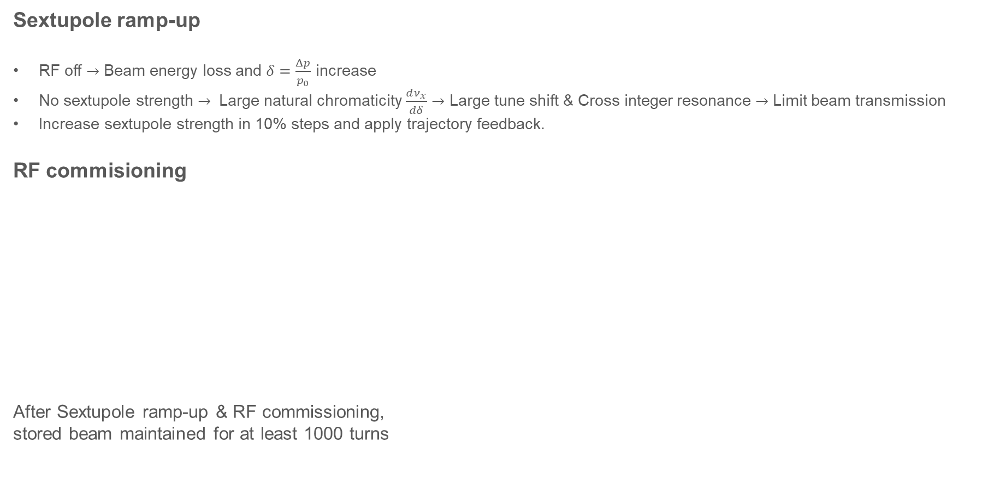 Sextupole ramp-up
• RF off → Beam energy loss and δ = Δp/p₀ increase
• No sextupole strength → Large natural chromaticity dνₓ/dδ → Large tune shift & Cross integer resonance → Limit beam transmission
• Increase sextupole strength in 10% steps and apply trajectory feedback.
RF commisioning
After Sextupole ramp-up & RF commissioning,
stored beam maintained for at least 1000 turns